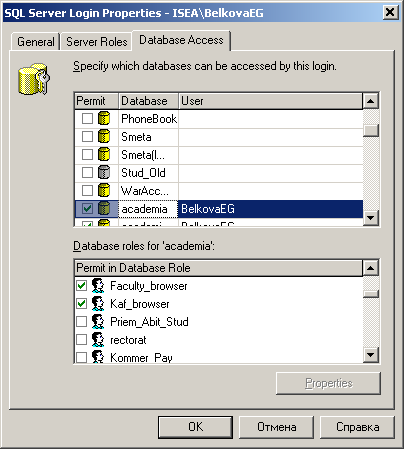 SQL Server Login Properties - ISEA\BelkovaEG
General
Server Roles
Database Access
Specify which databases can be accessed by this login.
Permit Database User
PhoneBook
Smeta
Smeta(I...
Stud_Old
WarAcc...
academia BelkovaEG
academi... BelkovaEG
Database roles for 'academia':
Permit in Database Role
Faculty_browser
Kaf_browser
Priem_Abit_Stud
rectorat
Kommer_Pay
Properties
OK
Отмена
Справка